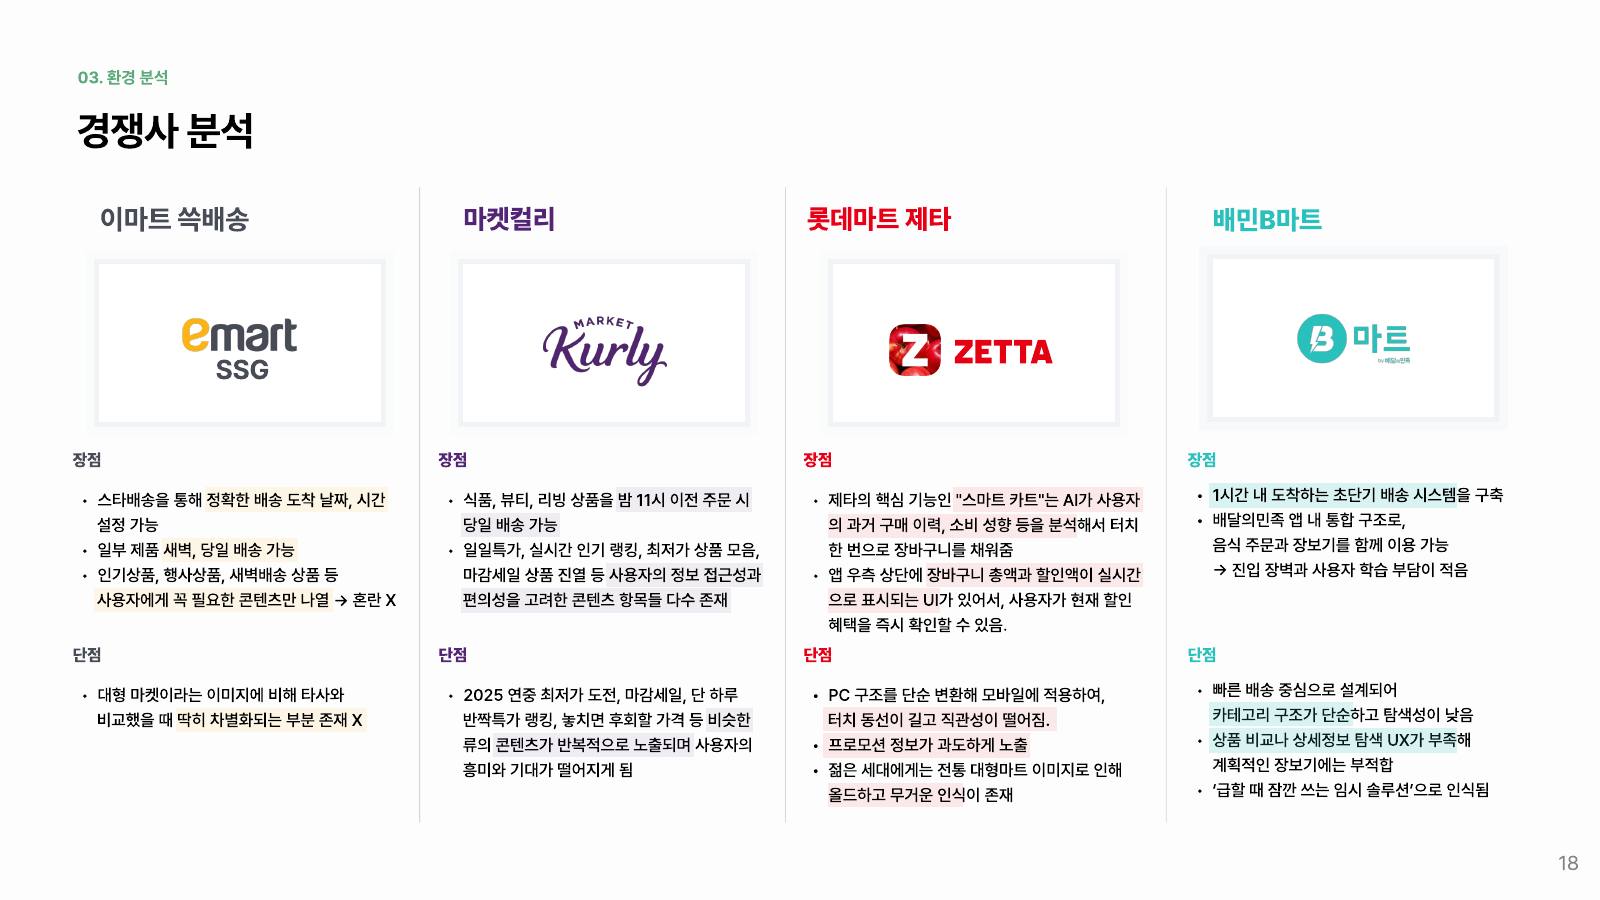 03. 환경 분석
경쟁사 분석
이마트 쓱배송
emart
SSG
장점
• 스타배송을 통해 정확한 배송 도착 날짜, 시간
설정 가능
• 일부 제품 새벽, 당일 배송 가능
• 인기상품, 행사상품, 새벽배송 상품 등
사용자에게 꼭 필요한 콘텐츠만 나열 → 혼란 X
단점
• 대형 마켓이라는 이미지에 비해 타사와
비교했을 때 딱히 차별화되는 부분 존재 X
마켓컬리
MARKET
Kurly
장점
• 식품, 뷰티, 리빙 상품을 밤 11시 이전 주문 시
당일 배송 가능
• 일일특가, 실시간 인기 랭킹, 최저가 상품 모음,
마감세일 상품 진열 등 사용자의 정보 접근성과
편의성을 고려한 콘텐츠 항목들 다수 존재
단점
• 2025 연중 최저가 도전, 마감세일, 단 하루
반짝특가 랭킹, 놓치면 후회할 가격 등 비슷한
류의 콘텐츠가 반복적으로 노출되며 사용자의
흥미와 기대가 떨어지게 됨
롯데마트 제타
Z ZETTA
장점
• 제타의 핵심 기능인 "스마트 카트"는 AI가 사용자
의 과거 구매 이력, 소비 성향 등을 분석해서 터치
한 번으로 장바구니를 채워줌
• 앱 우측 상단에 장바구니 총액과 할인액이 실시간
으로 표시되는 UI가 있어서, 사용자가 현재 할인
혜택을 즉시 확인할 수 있음.
단점
• PC 구조를 단순 변환해 모바일에 적용하여,
터치 동선이 길고 직관성이 떨어짐.
• 프로모션 정보가 과도하게 노출
• 젊은 세대에게는 전통 대형마트 이미지로 인해
올드하고 무거운 인식이 존재
배민B마트
B 마트
by 배달의민족
장점
• 1시간 내 도착하는 초단기 배송 시스템을 구축
• 배달의민족 앱 내 통합 구조로,
음식 주문과 장보기를 함께 이용 가능
→ 진입 장벽과 사용자 학습 부담이 적음
단점
• 빠른 배송 중심으로 설계되어
카테고리 구조가 단순하고 탐색성이 낮음
• 상품 비교나 상세정보 탐색 UX가 부족해
계획적인 장보기에는 부적합
• '급할 때 잠깐 쓰는 임시 솔루션'으로 인식됨
18